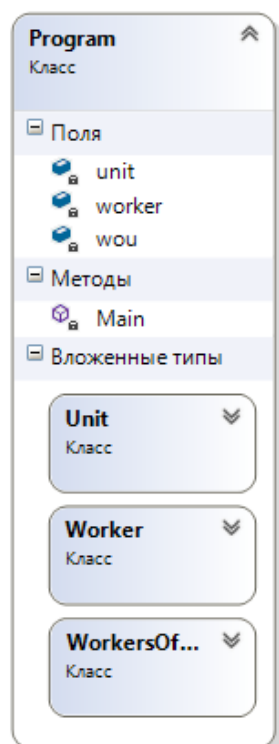 Program
Класс
Поля
unit
worker
wou
Методы
Main
Вложенные типы
Unit
Класс
Worker
Класс
WorkersOf...
Класс